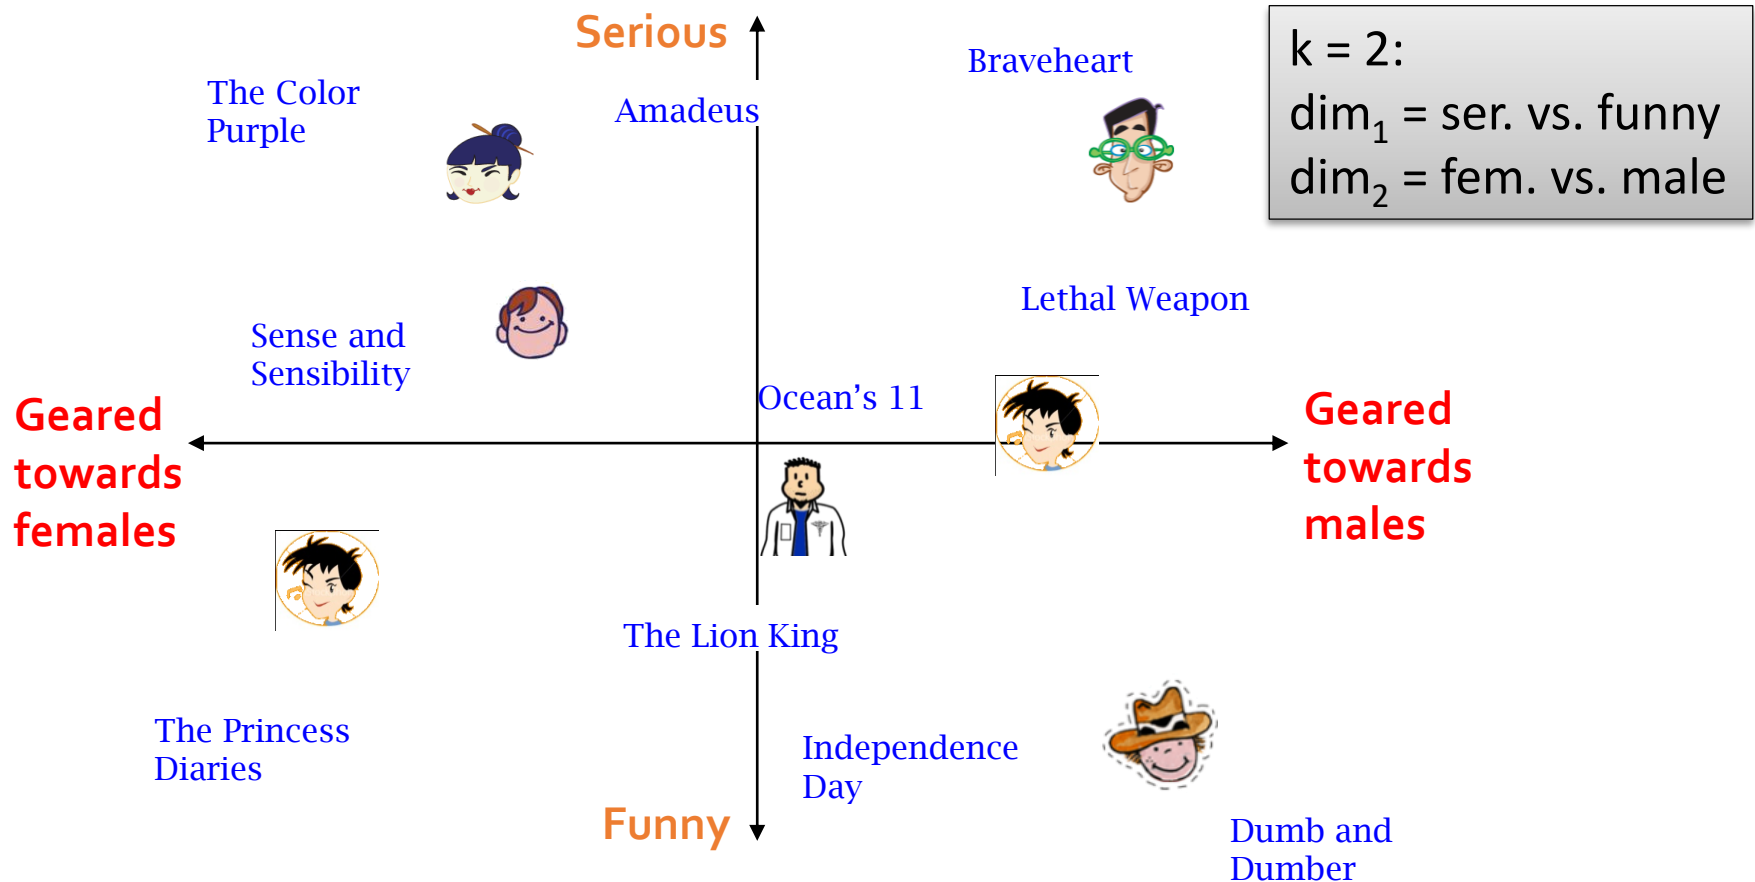 Serious
Braveheart
k = 2:
dim₁ = ser. vs. funny
dim₂ = fem. vs. male
The Color
Purple
Amadeus
Lethal Weapon
Sense and
Sensibility
Ocean’s 11
Geared
towards
females
Geared
towards
males
The Lion King
The Princess
Diaries
Independence
Day
Funny
Dumb and
Dumber